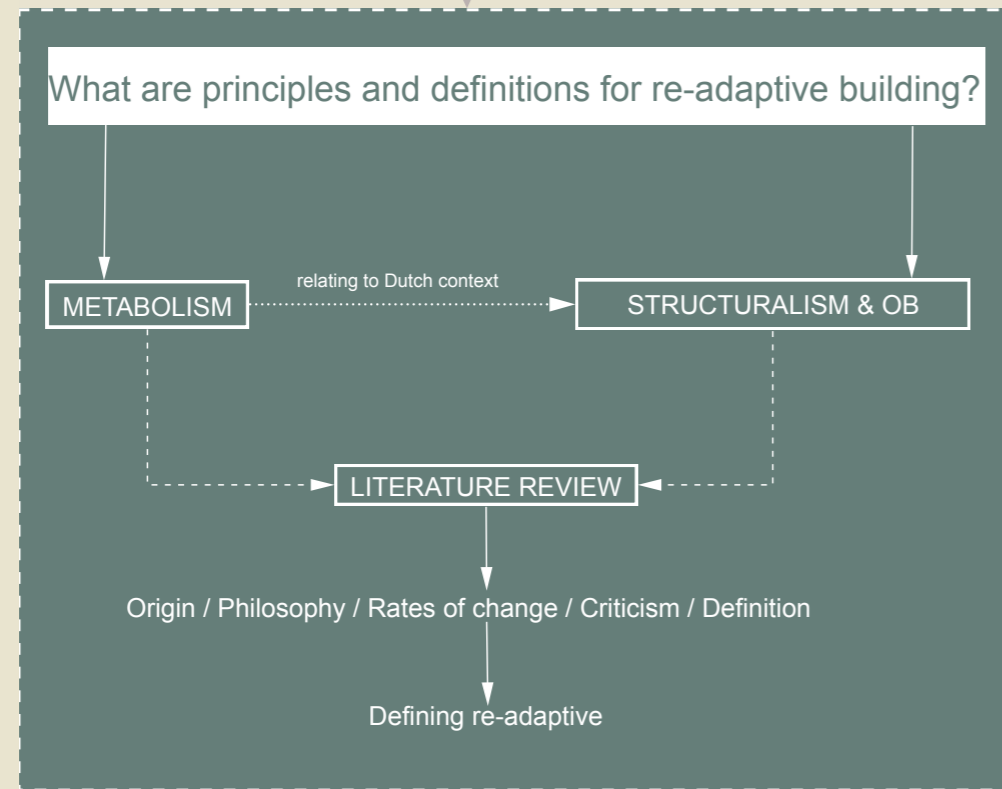 What are principles and definitions for re-adaptive building?
relating to Dutch context
METABOLISM
STRUCTURALISM & OB
LITERATURE REVIEW
Origin / Philosophy / Rates of change / Criticism / Definition
Defining re-adaptive